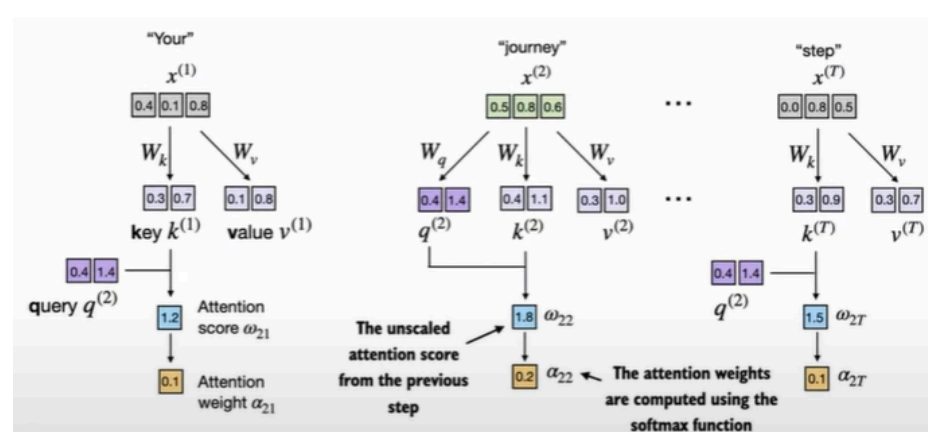 "Your"
"journey"
"step"
x(1)
x(2)
x(T)
0.4 0.1 0.8
0.5 0.8 0.6
...
0.0 0.8 0.5
Wk
Wv
Wq
Wk
Wv
Wk
Wv
0.3 0.7
0.1 0.8
0.4 1.4
0.4 1.1
0.3 1.0
...
0.3 0.9
0.3 0.7
key k(1)
value v(1)
q(2)
k(2)
v(2)
k(T)
v(T)
0.4 1.4
query q(2)
0.4 1.4
q(2)
1.2
Attention
score ω21
The unscaled
attention score
from the previous
step
1.8
ω22
1.5
ω2T
0.1
Attention
weight α21
0.2
α22
The attention weights
are computed using the
softmax function
0.1
α2T